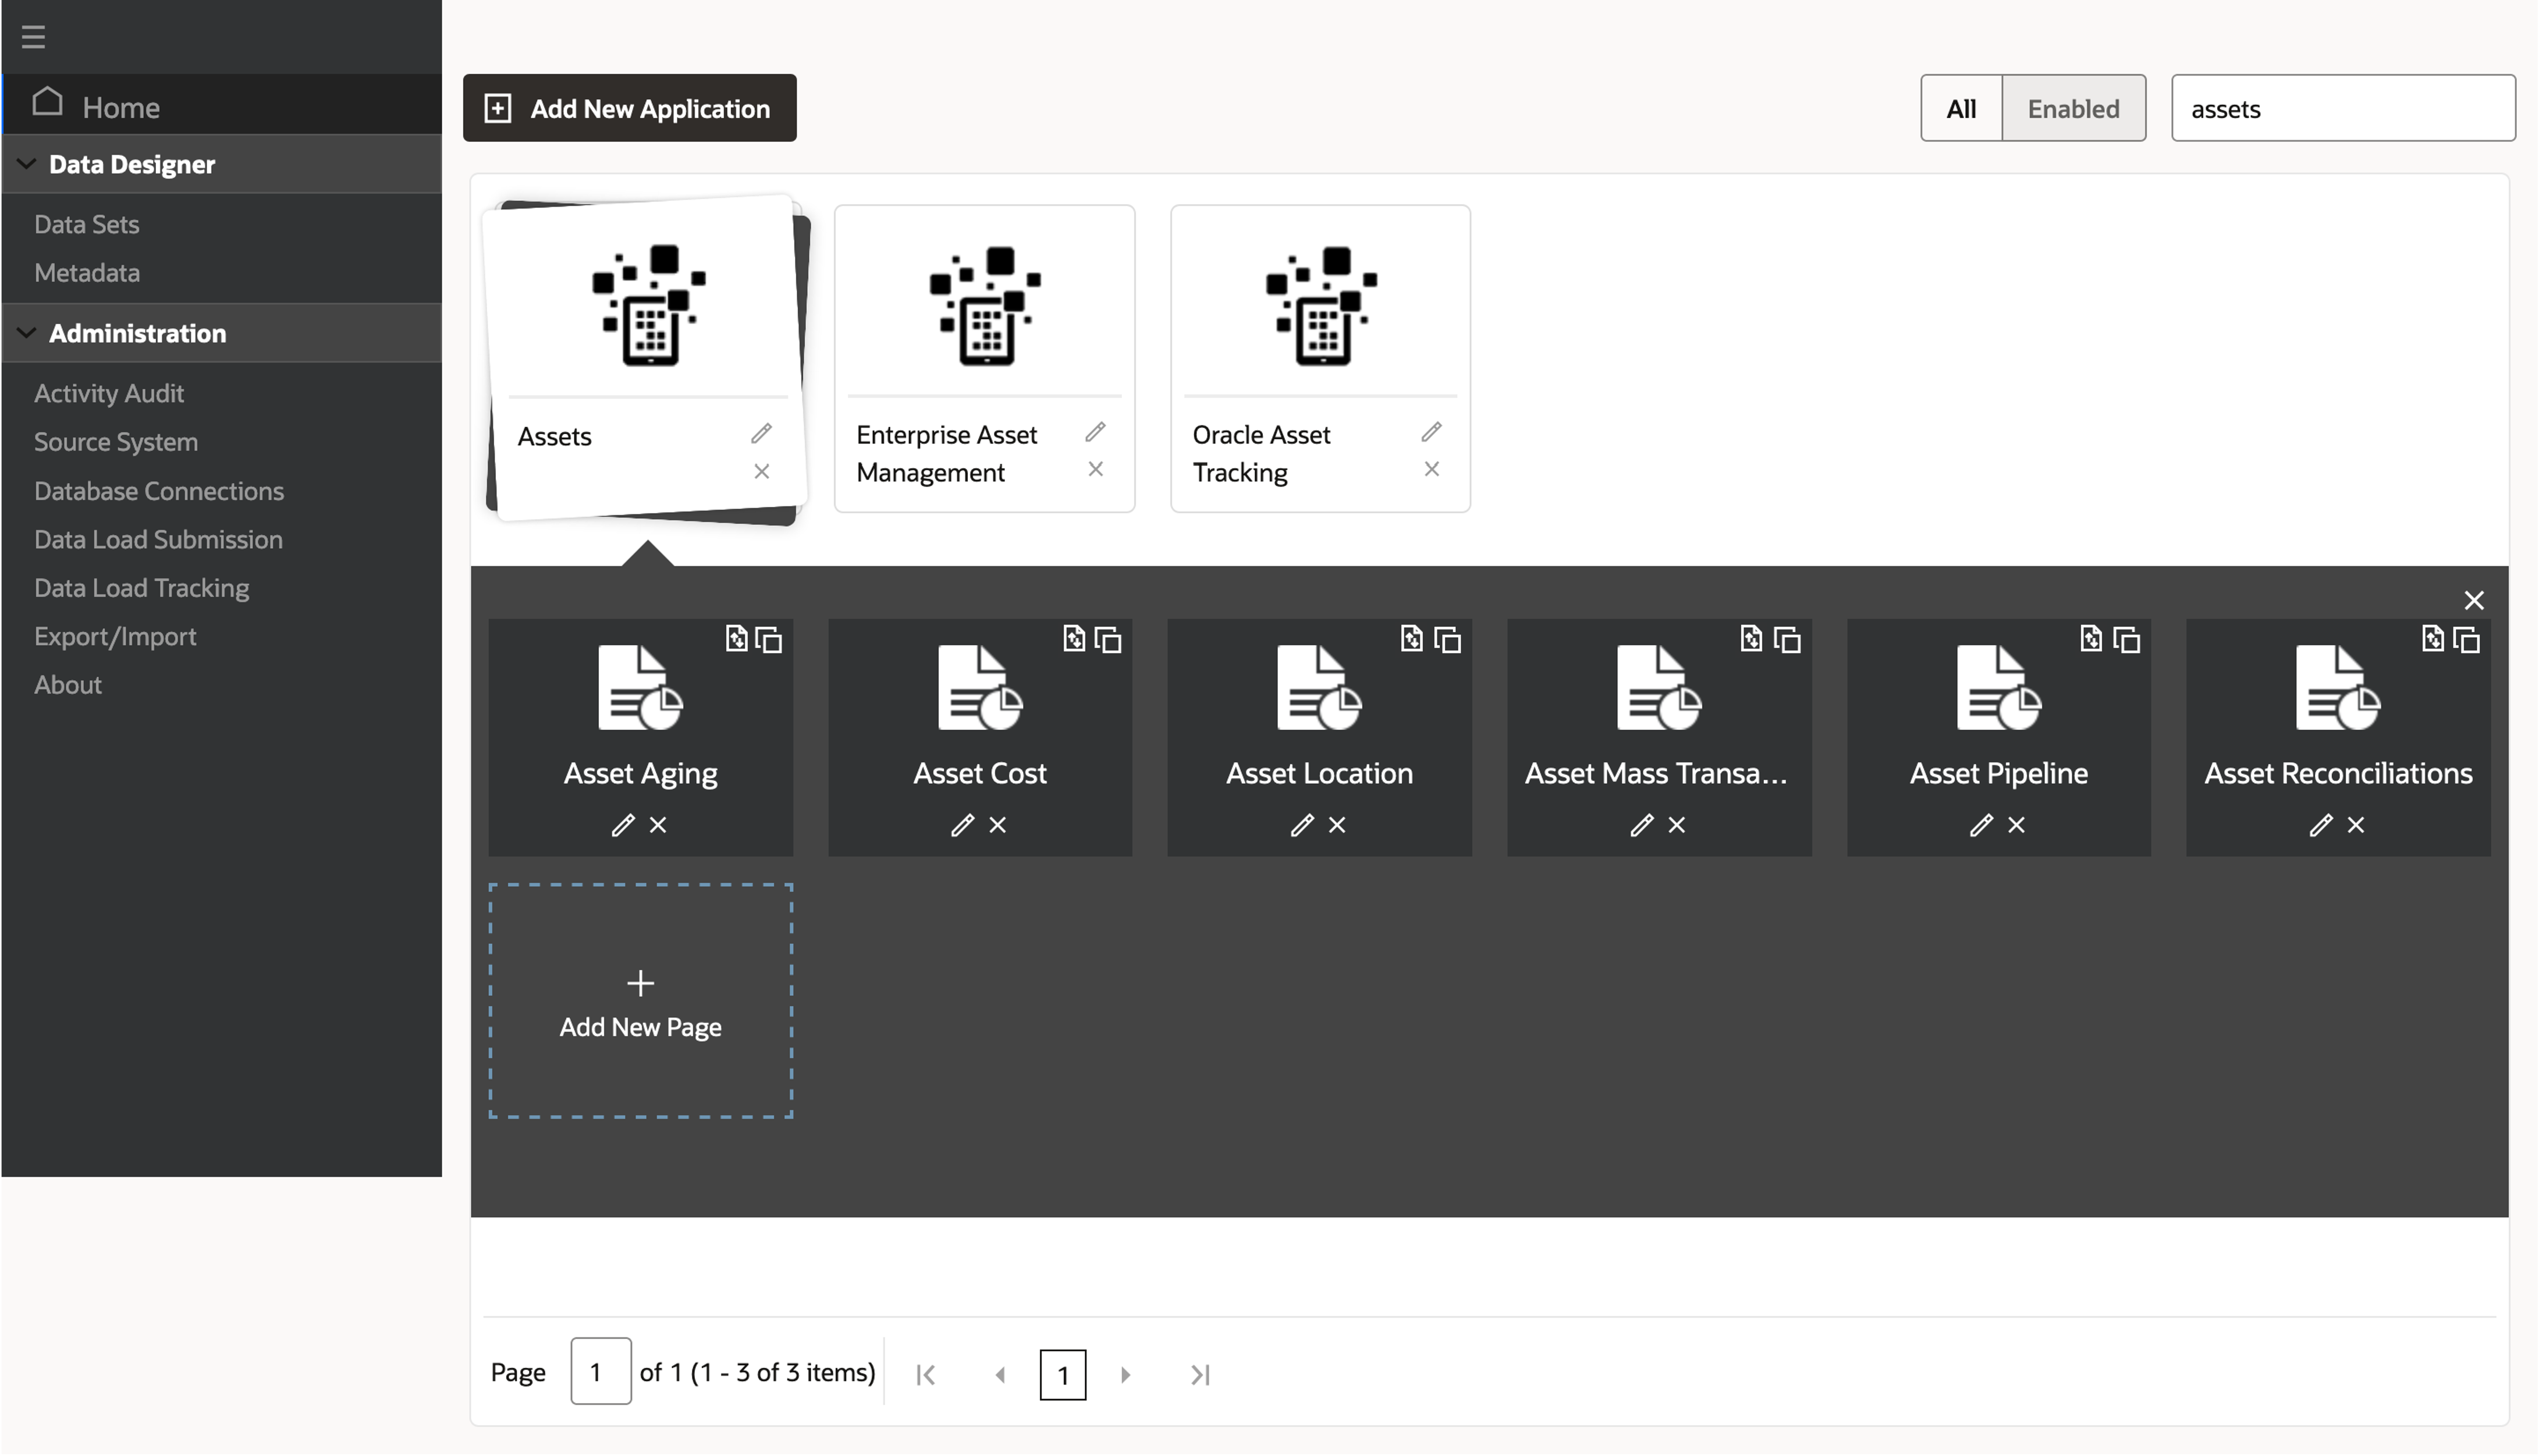 Home
Data Designer
Data Sets
Metadata
Administration
Activity Audit
Source System
Database Connections
Data Load Submission
Data Load Tracking
Export/Import
About
Add New Application
All
Enabled
assets
Assets
Enterprise Asset
Management
Oracle Asset
Tracking
Asset Aging
Asset Cost
Asset Location
Asset Mass Transa...
Asset Pipeline
Asset Reconciliations
Add New Page
Page 1 of 1 (1 - 3 of 3 items) 1